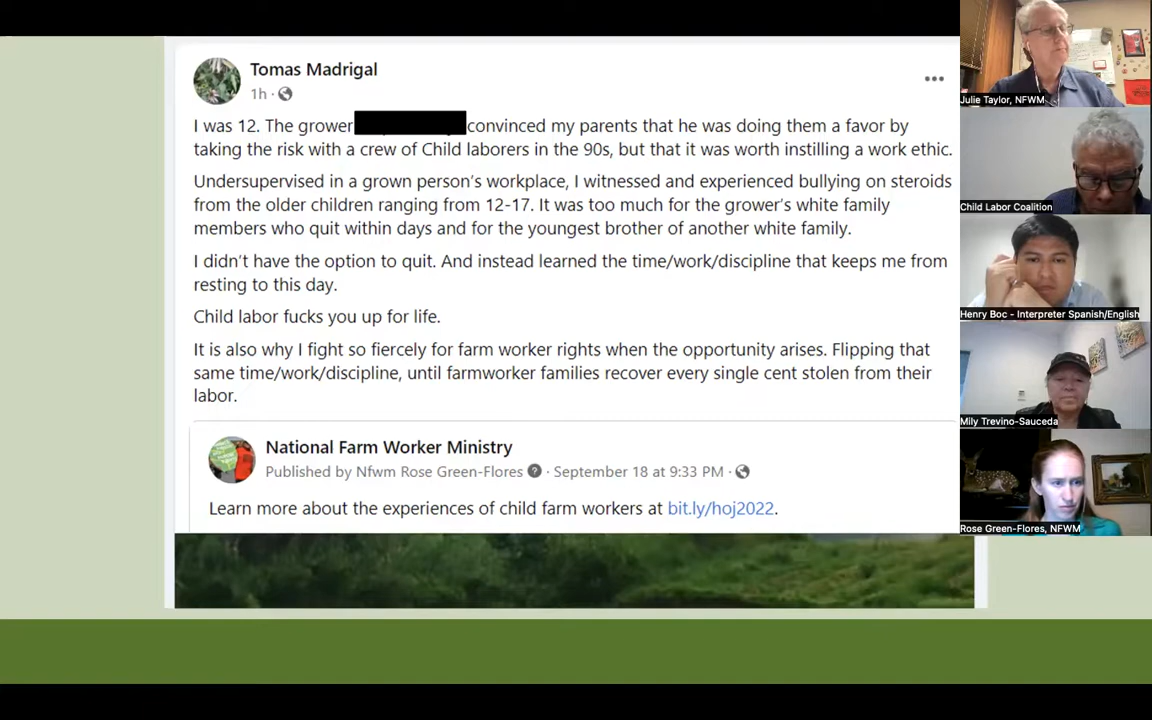 Tomas Madrigal
1h ·
I was 12. The grower convinced my parents that he was doing them a favor by
taking the risk with a crew of Child laborers in the 90s, but that it was worth instilling a work ethic.
Undersupervised in a grown person's workplace, I witnessed and experienced bullying on steroids
from the older children ranging from 12-17. It was too much for the grower's white family
members who quit within days and for the youngest brother of another white family.
I didn't have the option to quit. And instead learned the time/work/discipline that keeps me from
resting to this day.
Child labor fucks you up for life.
It is also why I fight so fiercely for farm worker rights when the opportunity arises. Flipping that
same time/work/discipline, until farmworker families recover every single cent stolen from their
labor.
National Farm Worker Ministry
Published by Nfwm Rose Green-Flores · September 18 at 9:33 PM ·
Learn more about the experiences of child farm workers at bit.ly/hoj2022.
Julie Taylor, NFWM
Child Labor Coalition
Henry Boc - Interpreter Spanish/English
Mily Trevino-Sauceda
Rose Green-Flores, NFWM